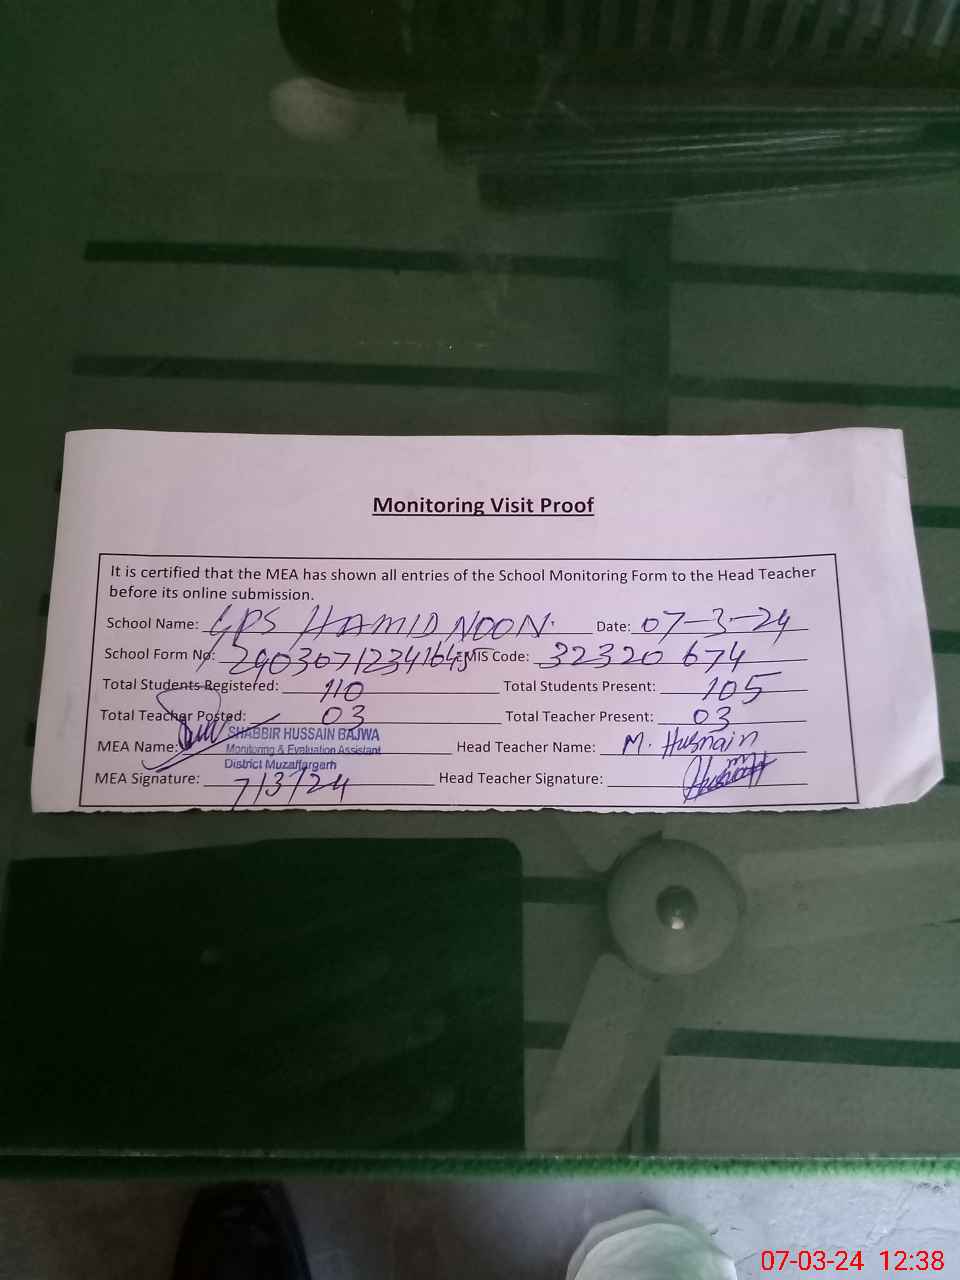 Monitoring Visit Proof
It is certified that the MEA has shown all entries of the School Monitoring Form to the Head Teacher
before its online submission.
School Name: GPS HAMID NOON. Date: 07-3-24
School Form No: EMIS Code: 32320 674
Total Students Registered: 110 Total Students Present: 105
Total Teacher Posted: 03 Total Teacher Present: 03
MEA Name: SHABBIR HUSSAIN BAJWA Head Teacher Name: M. Husnain
Monitoring & Evaluation Assistant
District Muzaffargarh
MEA Signature: 7/3/24 Head Teacher Signature:
07-03-24 12:38